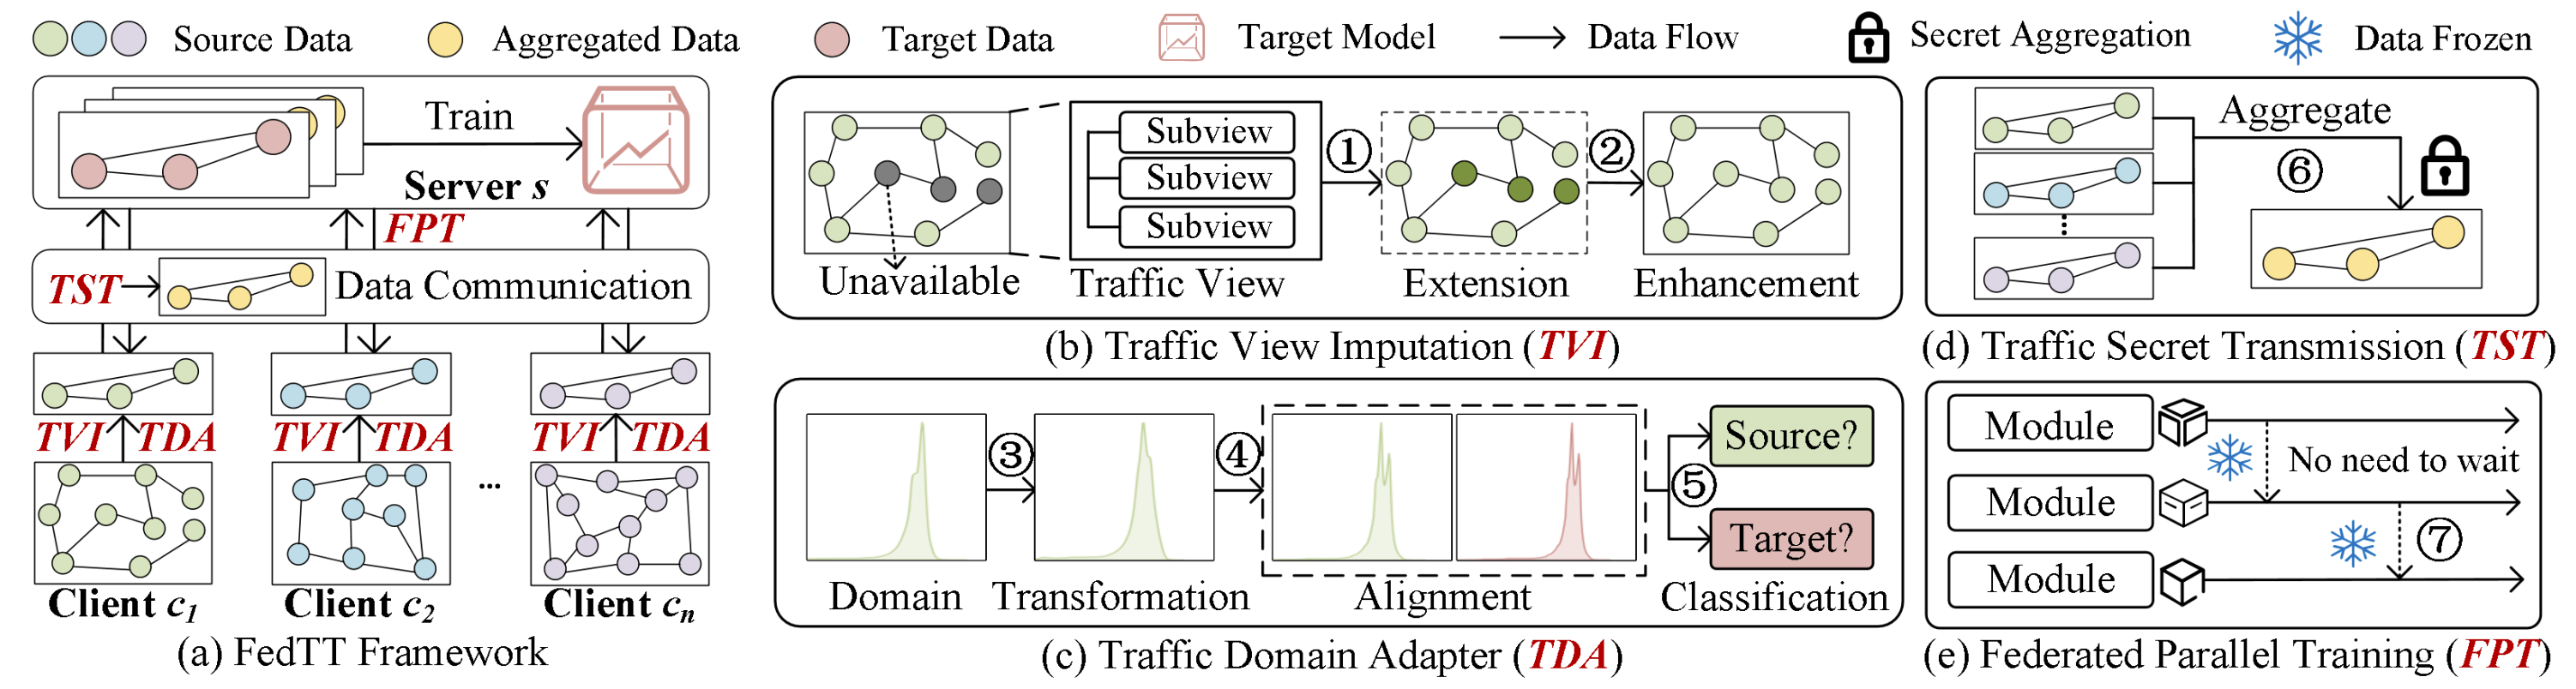 Source Data
Aggregated Data
Target Data
Target Model
Data Flow
Secret Aggregation
Data Frozen
Train
Server s
FPT
TST
Data Communication
TVI TDA
TVI TDA
TVI TDA
...
Client c1
Client c2
Client cn
(a) FedTT Framework
Subview
Subview
Subview
①
②
Unavailable
Traffic View
Extension
Enhancement
(b) Traffic View Imputation (TVI)
③
④
⑤
Source?
Target?
Domain
Transformation
Alignment
Classification
(c) Traffic Domain Adapter (TDA)
Aggregate
⑥
(d) Traffic Secret Transmission (TST)
Module
No need to wait
Module
⑦
Module
(e) Federated Parallel Training (FPT)